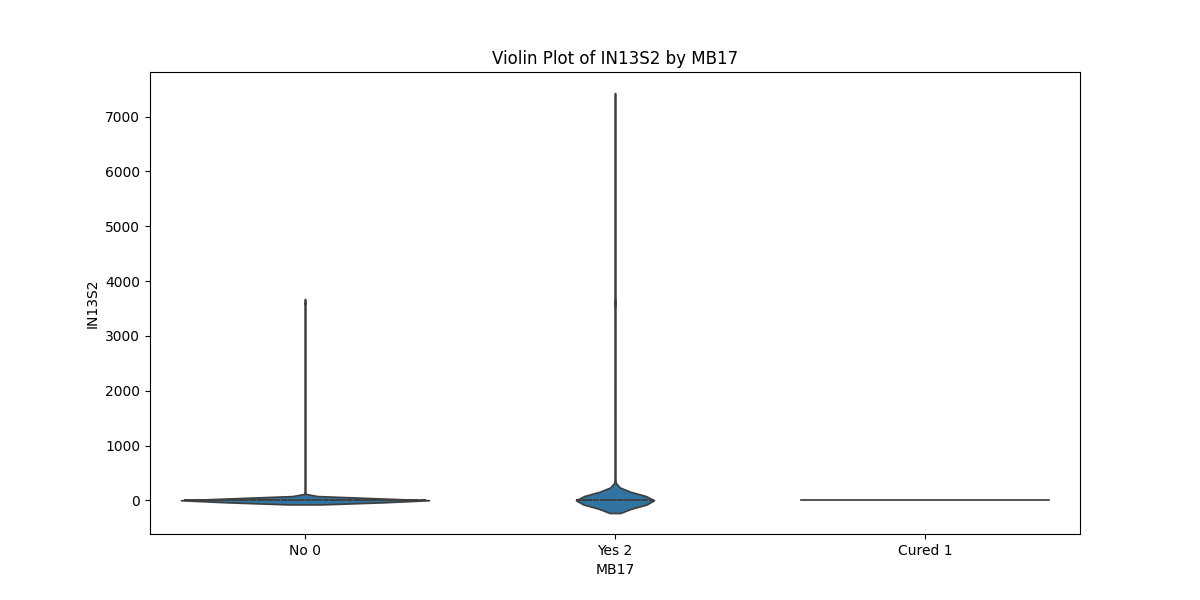 Violin Plot of IN13S2 by MB17
7000
6000
5000
4000
3000
2000
1000
0
IN13S2
No 0
Yes 2
Cured 1
MB17